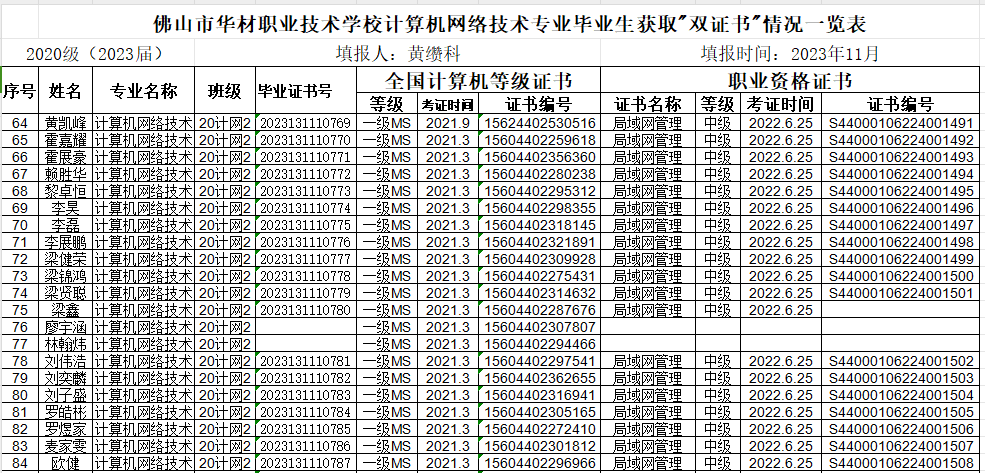 佛山市华材职业技术学校计算机网络技术专业毕业生获取"双证书"情况一览表
2020级（2023届） 填报人：黄缵科 填报时间：2023年11月
序号 姓名 专业名称 班级 毕业证书号 全国计算机等级证书 职业资格证书
等级 考证时间 证书编号 证书名称 等级 考证时间 证书编号
64 黄凯峰 计算机网络技术 20计网2 2023131110769 一级MS 2021.9 15624402530516 局域网管理 中级 2022.6.25 S44000106224001491
65 霍嘉耀 计算机网络技术 20计网2 2023131110770 一级MS 2021.3 15604402259618 局域网管理 中级 2022.6.25 S44000106224001492
66 霍展豪 计算机网络技术 20计网2 2023131110771 一级MS 2021.3 15604402356360 局域网管理 中级 2022.6.25 S44000106224001493
67 赖胜华 计算机网络技术 20计网2 2023131110772 一级MS 2021.3 15604402280238 局域网管理 中级 2022.6.25 S44000106224001494
68 黎卓恒 计算机网络技术 20计网2 2023131110773 一级MS 2021.3 15604402295312 局域网管理 中级 2022.6.25 S44000106224001495
69 李昊 计算机网络技术 20计网2 2023131110774 一级MS 2021.3 15604402298355 局域网管理 中级 2022.6.25 S44000106224001496
70 李磊 计算机网络技术 20计网2 2023131110775 一级MS 2021.3 15604402318145 局域网管理 中级 2022.6.25 S44000106224001497
71 李展鹏 计算机网络技术 20计网2 2023131110776 一级MS 2021.3 15604402321891 局域网管理 中级 2022.6.25 S44000106224001498
72 梁健荣 计算机网络技术 20计网2 2023131110777 一级MS 2021.3 15604402309928 局域网管理 中级 2022.6.25 S44000106224001499
73 梁锦鸿 计算机网络技术 20计网2 2023131110778 一级MS 2021.3 15604402275431 局域网管理 中级 2022.6.25 S44000106224001500
74 梁贤聪 计算机网络技术 20计网2 2023131110779 一级MS 2021.3 15604402314632 局域网管理 中级 2022.6.25 S44000106224001501
75 梁鑫 计算机网络技术 20计网2 2023131110780 一级MS 2021.3 15604402287676 局域网管理 中级 2022.6.25
76 廖宇涵 计算机网络技术 20计网2 一级MS 2021.3 15604402307807
77 林翰炜 计算机网络技术 20计网2 一级MS 2021.3 15604402294466
78 刘伟浩 计算机网络技术 20计网2 2023131110781 一级MS 2021.3 15604402297541 局域网管理 中级 2022.6.25 S44000106224001502
79 刘奕麟 计算机网络技术 20计网2 2023131110782 一级MS 2021.3 15604402362655 局域网管理 中级 2022.6.25 S44000106224001503
80 刘子盛 计算机网络技术 20计网2 2023131110783 一级MS 2021.3 15604402316941 局域网管理 中级 2022.6.25 S44000106224001504
81 罗皓彬 计算机网络技术 20计网2 2023131110784 一级MS 2021.3 15604402305165 局域网管理 中级 2022.6.25 S44000106224001505
82 罗煜家 计算机网络技术 20计网2 2023131110785 一级MS 2021.3 15604402272410 局域网管理 中级 2022.6.25 S44000106224001506
83 麦家雯 计算机网络技术 20计网2 2023131110786 一级MS 2021.3 15604402301812 局域网管理 中级 2022.6.25 S44000106224001507
84 欧健 计算机网络技术 20计网2 2023131110787 一级MS 2021.3 15604402296966 局域网管理 中级 2022.6.25 S44000106224001508